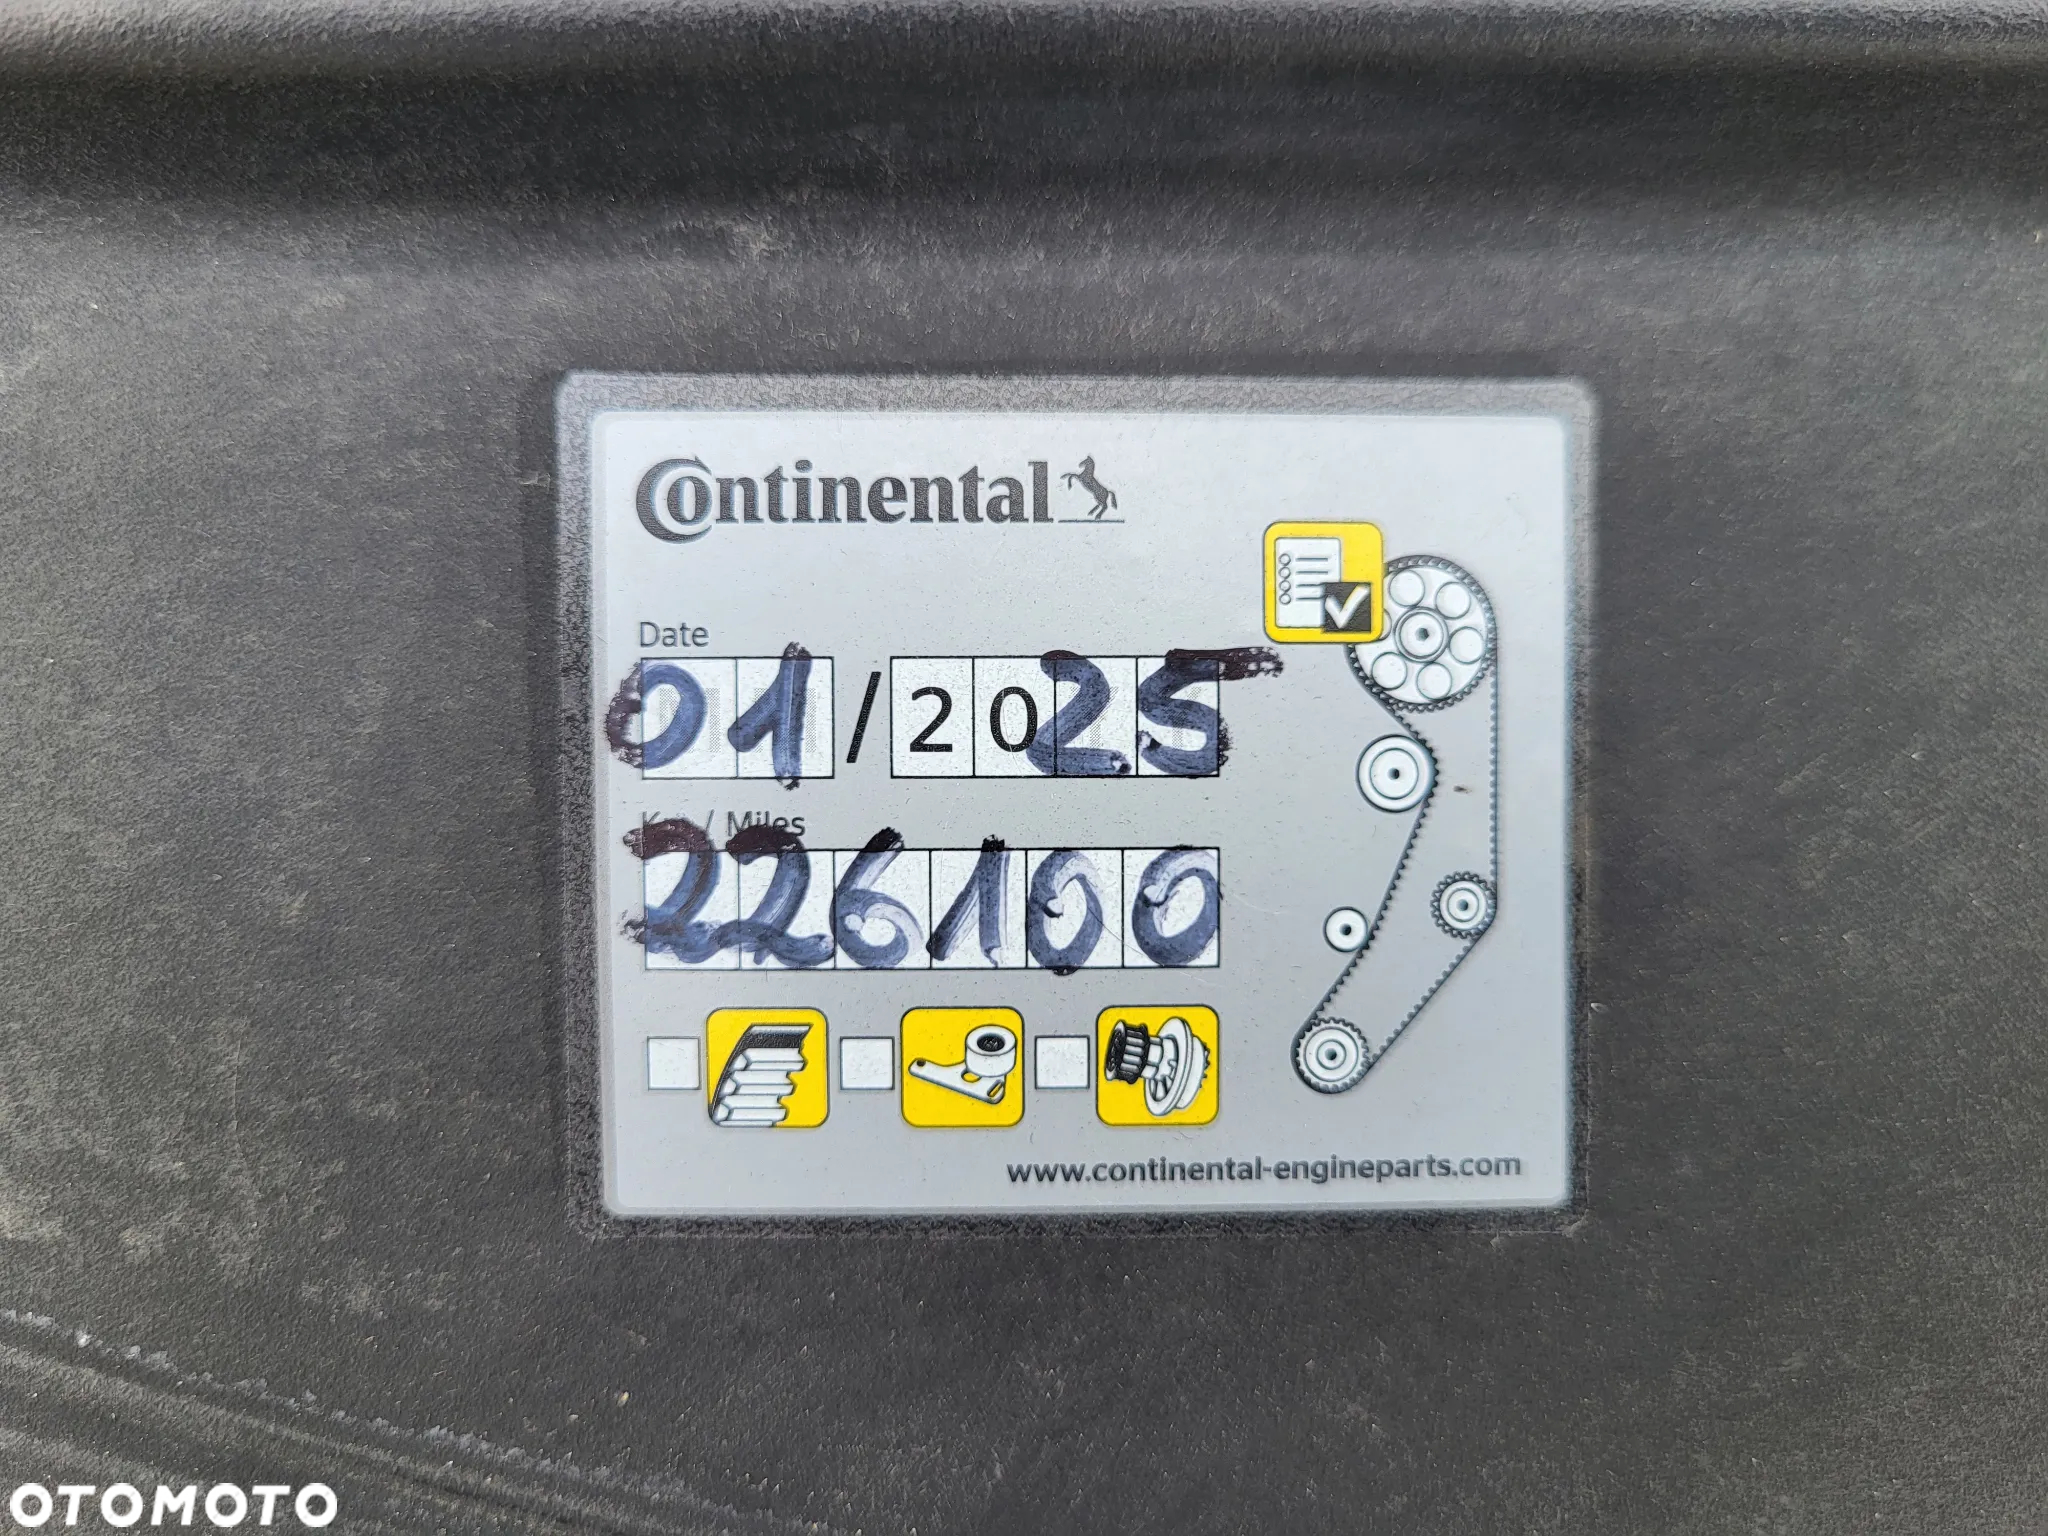 Continental
Date
01/2025
Km / Miles
226100
www.continental-engineparts.com
OTOMOTO